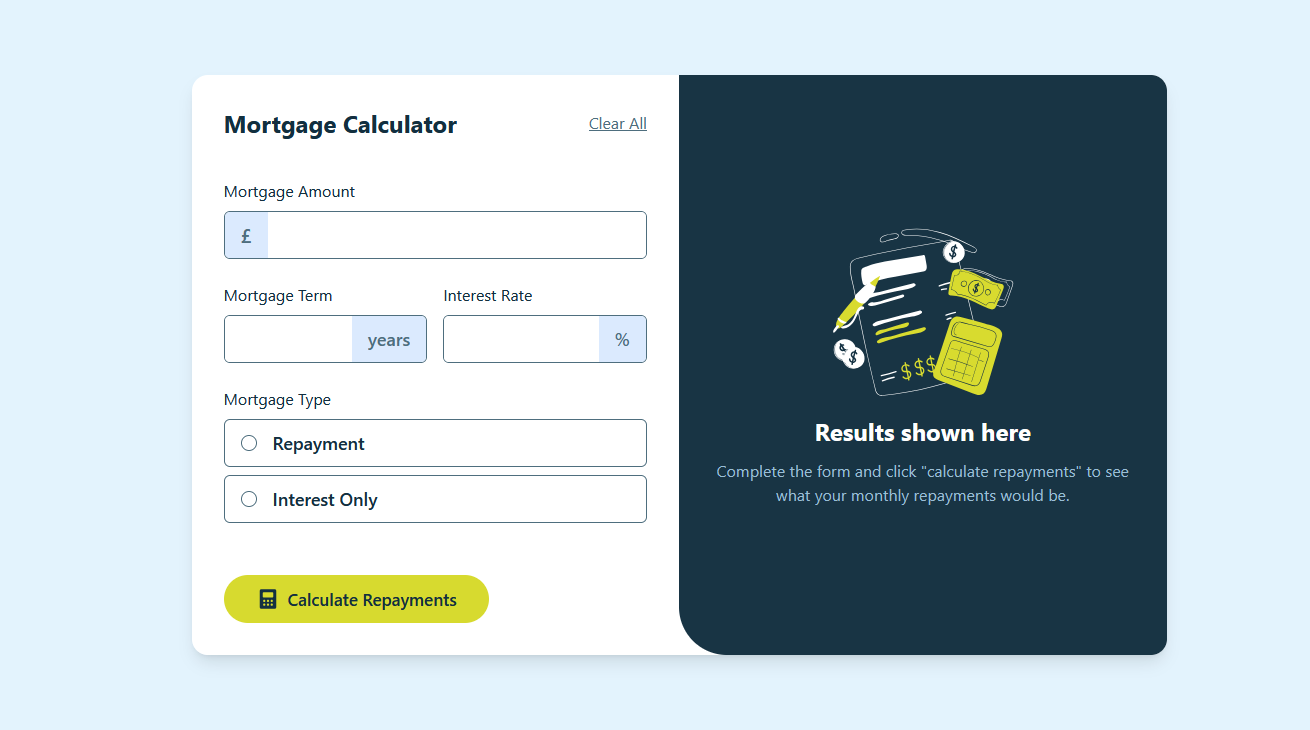 Mortgage Calculator
Clear All
Mortgage Amount
£
Mortgage Term
Interest Rate
years
%
Mortgage Type
Repayment
Interest Only
Calculate Repayments
$
$
$
$
$$$
Results shown here
Complete the form and click "calculate repayments" to see
what your monthly repayments would be.